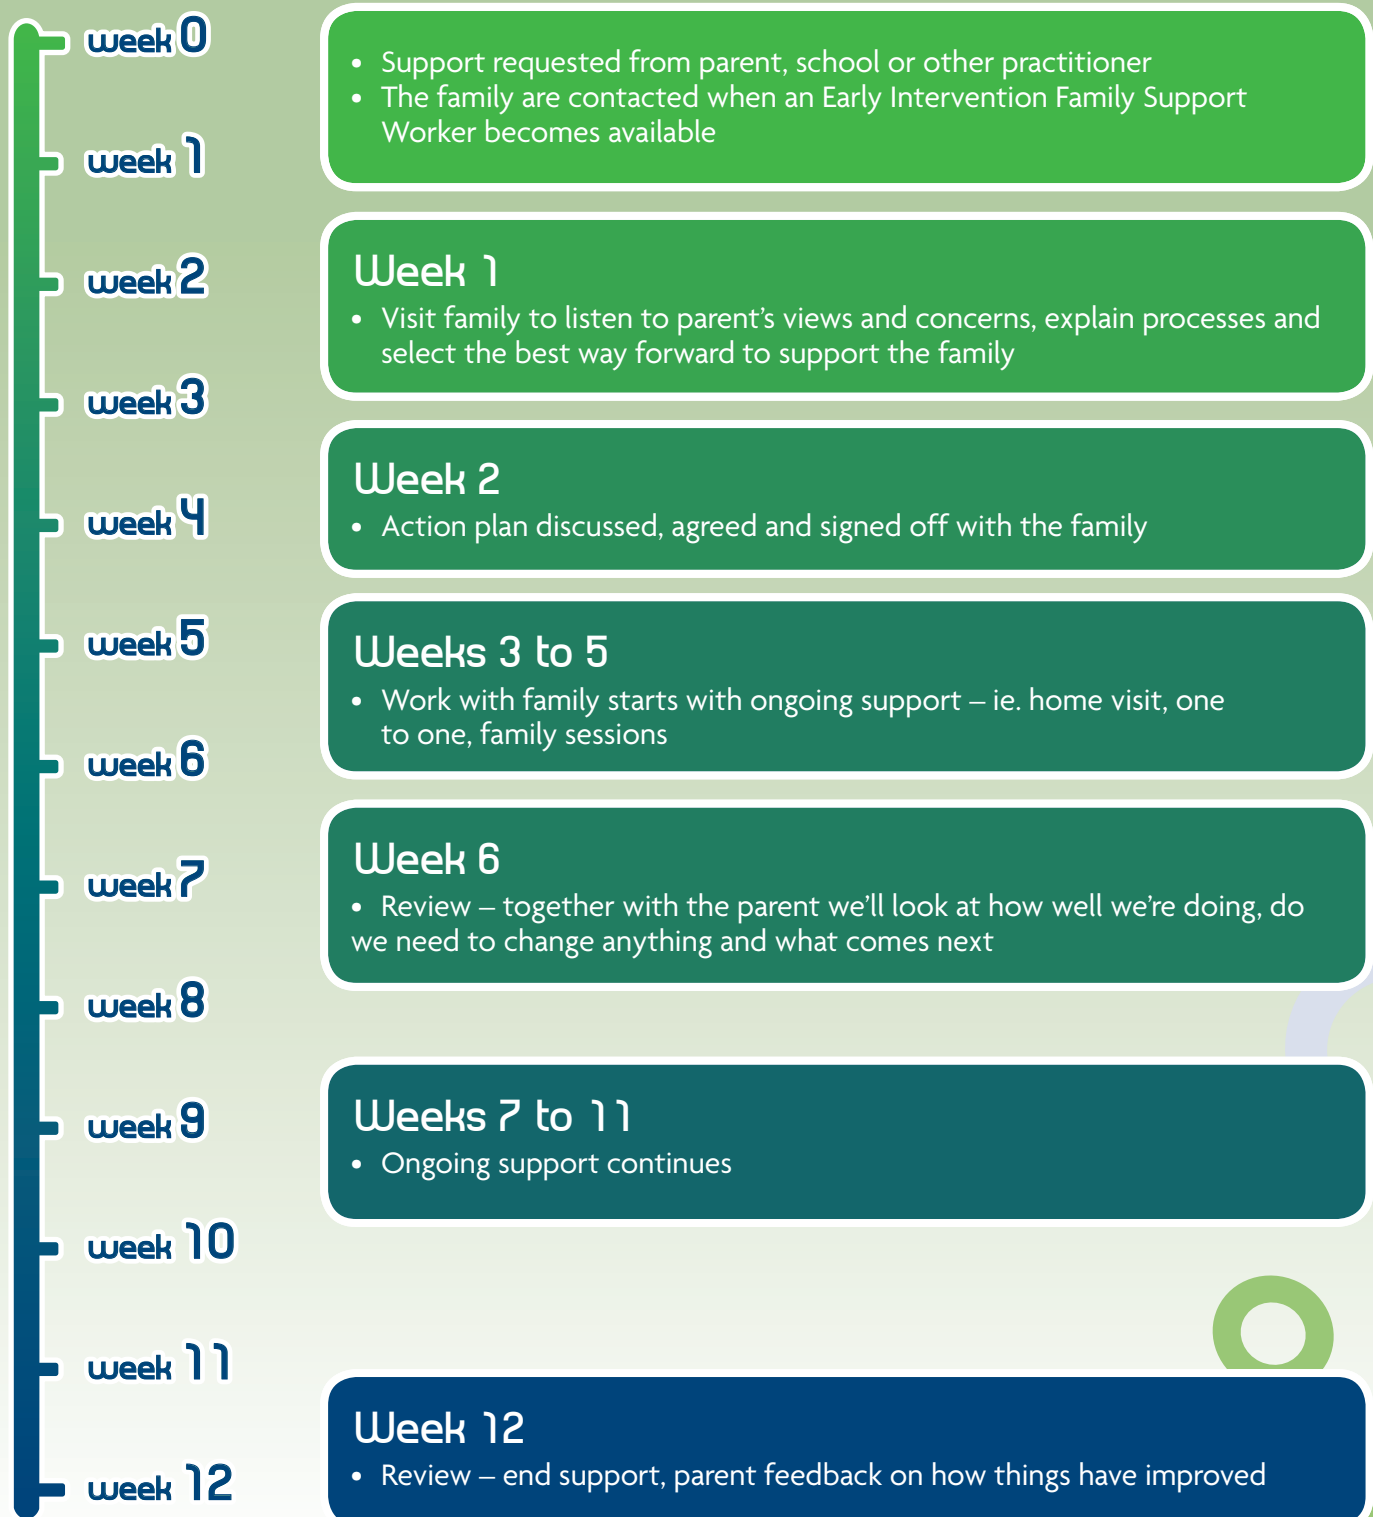 week 0
week 1
week 2
week 3
week 4
week 5
week 6
week 7
week 8
week 9
week 10
week 11
week 12
• Support requested from parent, school or other practitioner
• The family are contacted when an Early Intervention Family Support
Worker becomes available
Week 1
• Visit family to listen to parent’s views and concerns, explain processes and
select the best way forward to support the family
Week 2
• Action plan discussed, agreed and signed off with the family
Weeks 3 to 5
• Work with family starts with ongoing support – ie. home visit, one
to one, family sessions
Week 6
• Review – together with the parent we’ll look at how well we’re doing, do
we need to change anything and what comes next
Weeks 7 to 11
• Ongoing support continues
Week 12
• Review – end support, parent feedback on how things have improved